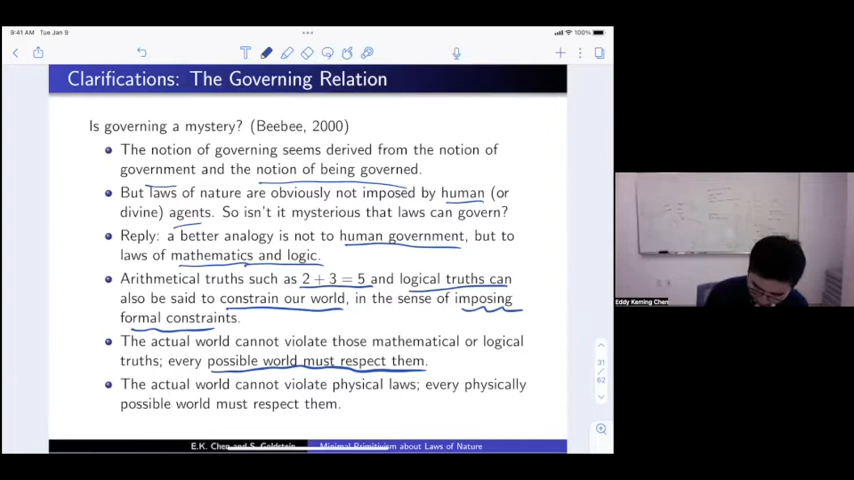 9:41 AM Tue Jan 9
100%
T
Clarifications: The Governing Relation
Is governing a mystery? (Beebee, 2000)
The notion of governing seems derived from the notion of
government and the notion of being governed.
But laws of nature are obviously not imposed by human (or
divine) agents. So isn't it mysterious that laws can govern?
Reply: a better analogy is not to human government, but to
laws of mathematics and logic.
Arithmetical truths such as 2 + 3 = 5 and logical truths can
also be said to constrain our world, in the sense of imposing
formal constraints.
The actual world cannot violate those mathematical or logical
truths; every possible world must respect them.
The actual world cannot violate physical laws; every physically
possible world must respect them.
31
/
62
E.K. Chen and S. Goldstein
Minimal Primitivism about Laws of Nature
Eddy Keming Chen